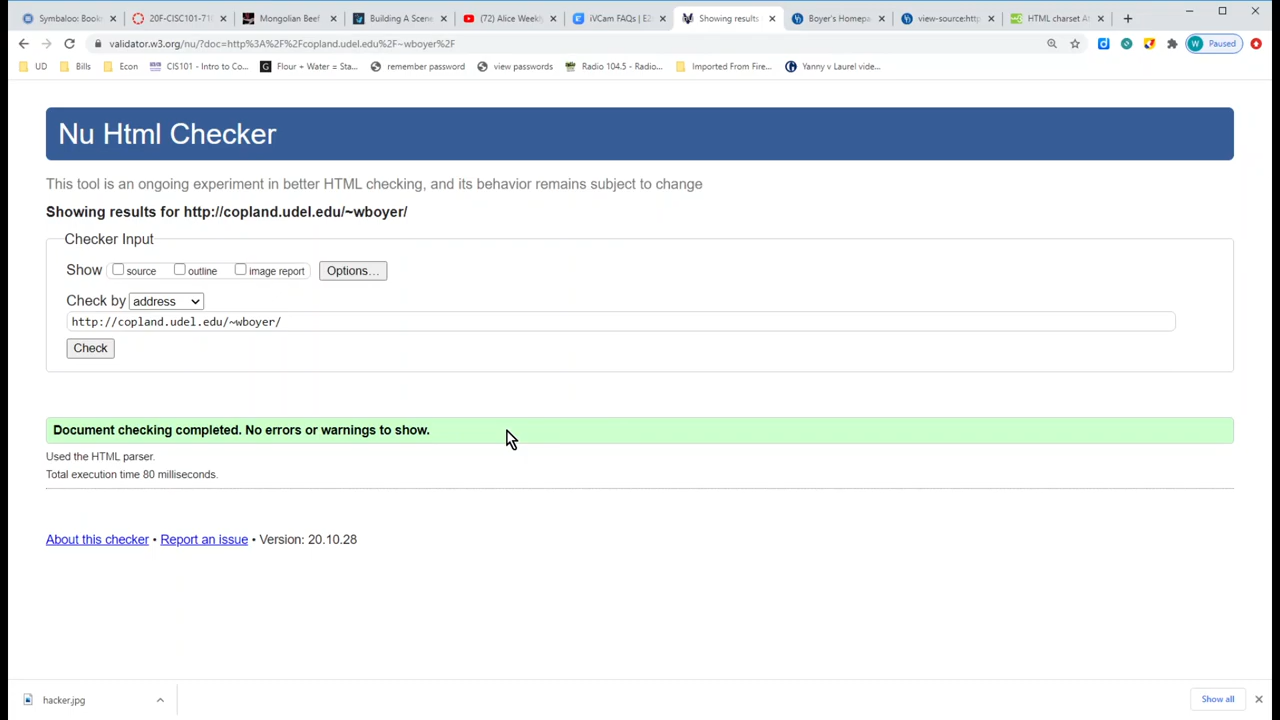 Symbaloo: Book
20F-CISC101-71
Mongolian Beef
Building A Scene
(72) Alice Weekl
iVCam FAQs | E2
Showing results
Boyer's Homepa
view-source:http
HTML charset At
validator.w3.org/nu/?doc=http%3A%2F%2Fcopland.udel.edu%2F~wboyer%2F
W
Paused
UD
Bills
Econ
CIS101 - Intro to Co...
Flour + Water = Sta...
remember password
view passwords
Radio 104.5 - Radio...
Imported From Fire...
Yanny v Laurel vide...
Nu Html Checker
This tool is an ongoing experiment in better HTML checking, and its behavior remains subject to change
Showing results for http://copland.udel.edu/~wboyer/
Checker Input
Show source outline image report Options...
Check by address
http://copland.udel.edu/~wboyer/
Check
Document checking completed. No errors or warnings to show.
Used the HTML parser.
Total execution time 80 milliseconds.
About this checker • Report an issue • Version: 20.10.28
hacker.jpg
Show all